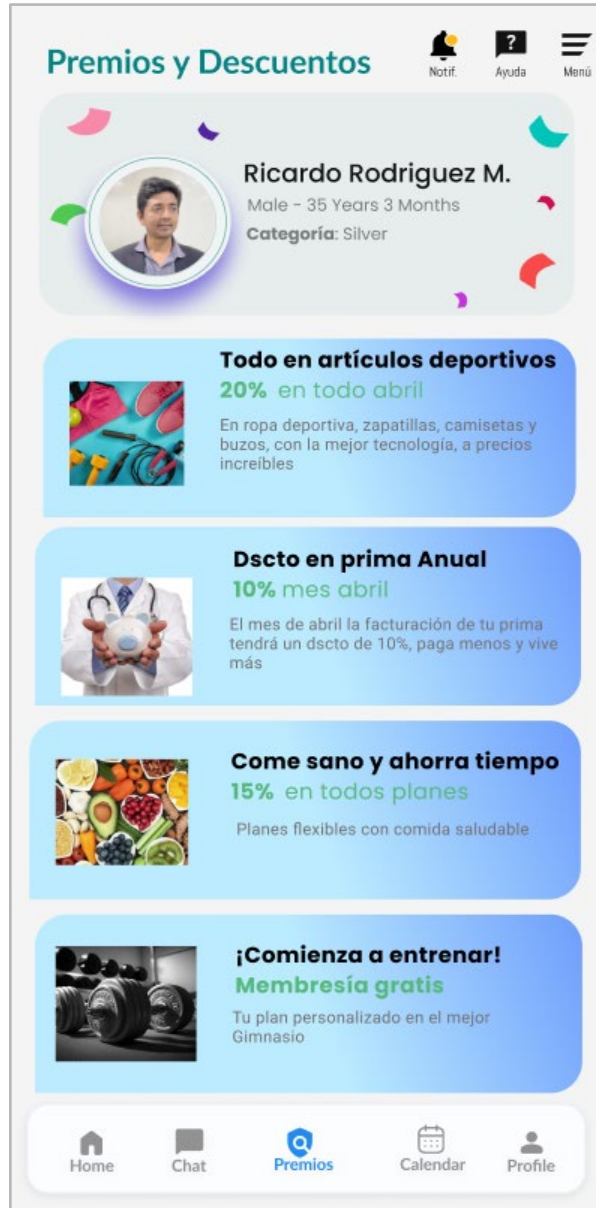 Premios y Descuentos
Notif.
Ayuda
Menú
Ricardo Rodriguez M.
Male - 35 Years 3 Months
Categoría: Silver
Todo en artículos deportivos
20% en todo abril
En ropa deportiva, zapatillas, camisetas y
buzos, con la mejor tecnología, a precios
increíbles
Dscto en prima Anual
10% mes abril
El mes de abril la facturación de tu prima
tendrá un dscto de 10%, paga menos y vive
más
Come sano y ahorra tiempo
15% en todos planes
Planes flexibles con comida saludable
¡Comienza a entrenar!
Membresía gratis
Tu plan personalizado en el mejor
Gimnasio
Home
Chat
Premios
Calendar
Profile